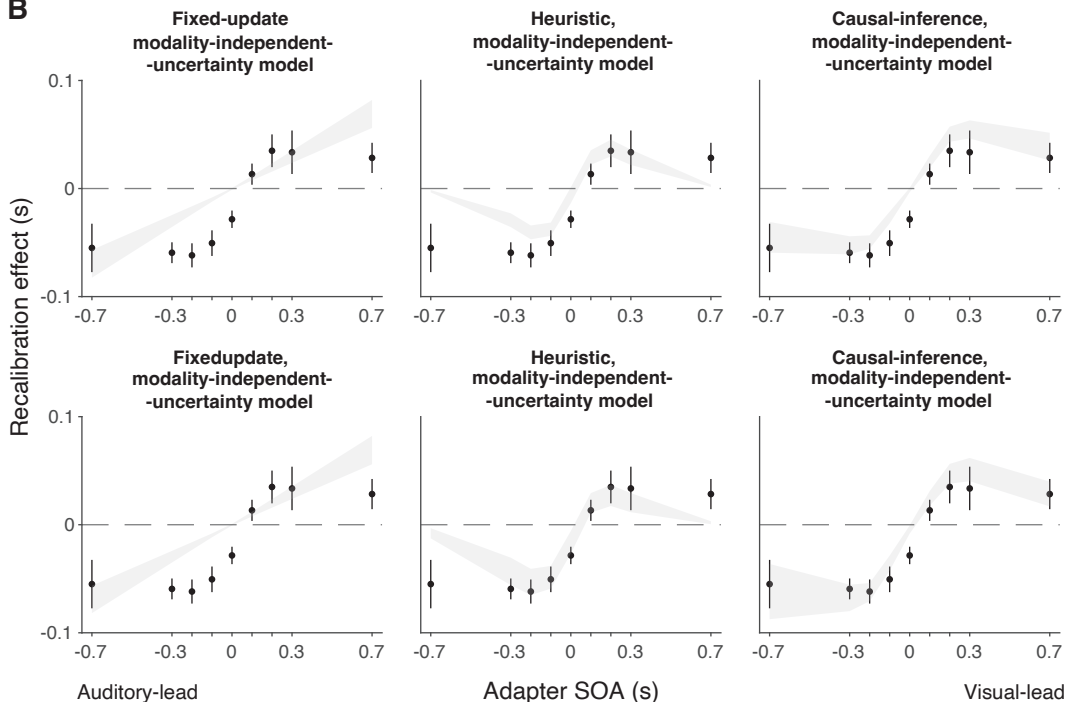 B
Fixed-update
modality-independent-
-uncertainty model
Heuristic,
modality-independent-
-uncertainty model
Causal-inference,
modality-independent-
-uncertainty model
0.1
0
-0.1
-0.7 -0.3 0 0.3 0.7
-0.7 -0.3 0 0.3 0.7
-0.7 -0.3 0 0.3 0.7
Recalibration effect (s)
Fixedupdate,
modality-independent-
-uncertainty model
Heuristic,
modality-independent-
-uncertainty model
Causal-inference,
modality-independent-
-uncertainty model
0.1
0
-0.1
-0.7 -0.3 0 0.3 0.7
-0.7 -0.3 0 0.3 0.7
-0.7 -0.3 0 0.3 0.7
Auditory-lead
Adapter SOA (s)
Visual-lead